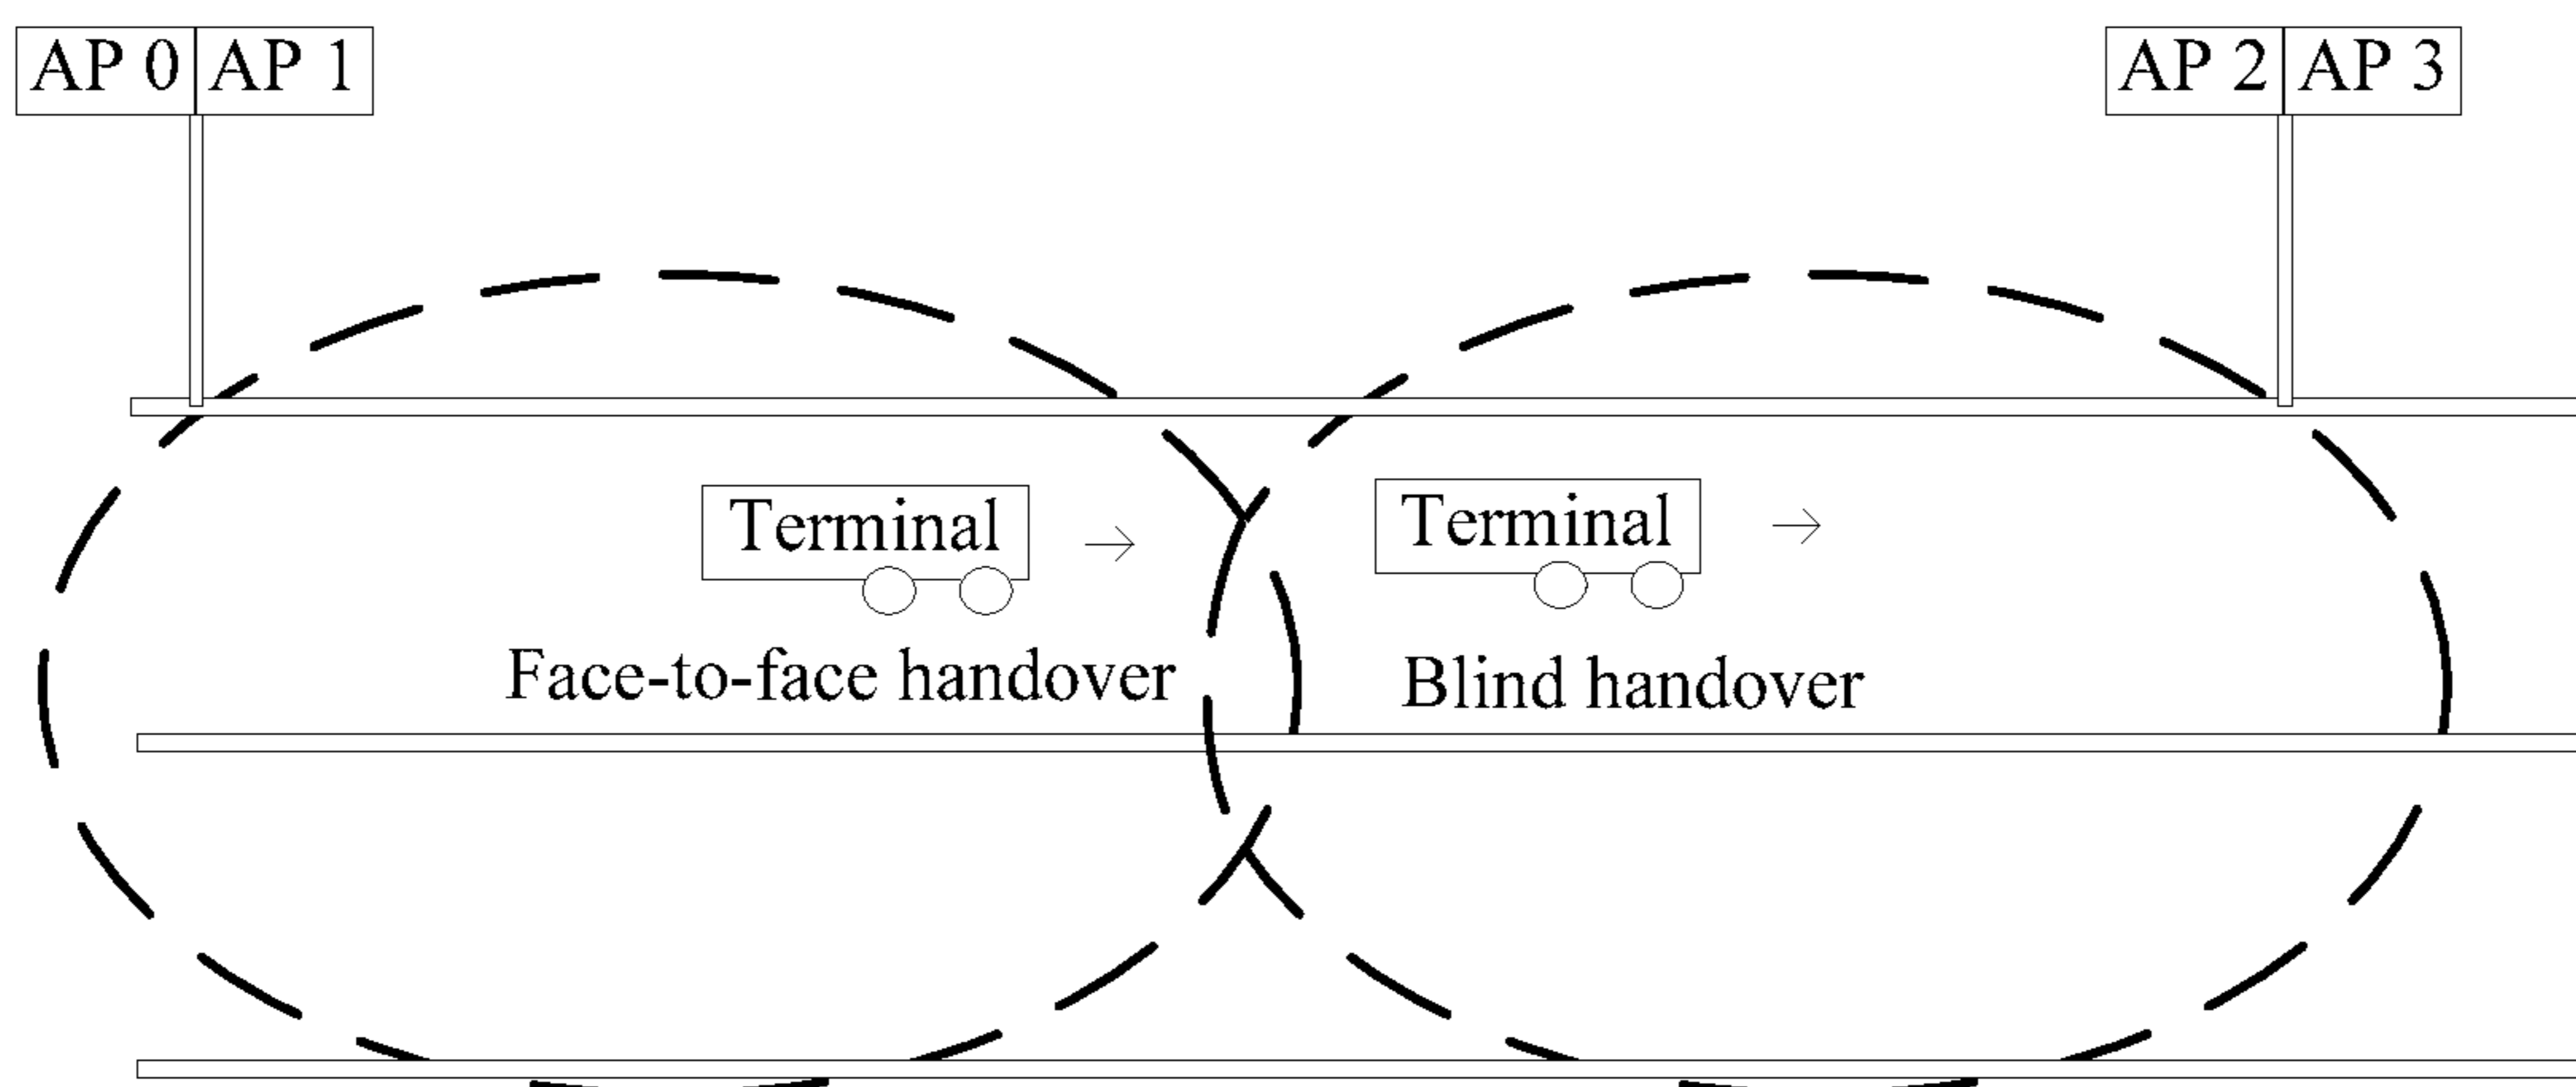 AP 0 AP 1
AP 2 AP 3
Terminal
Terminal
Face-to-face handover
Blind handover